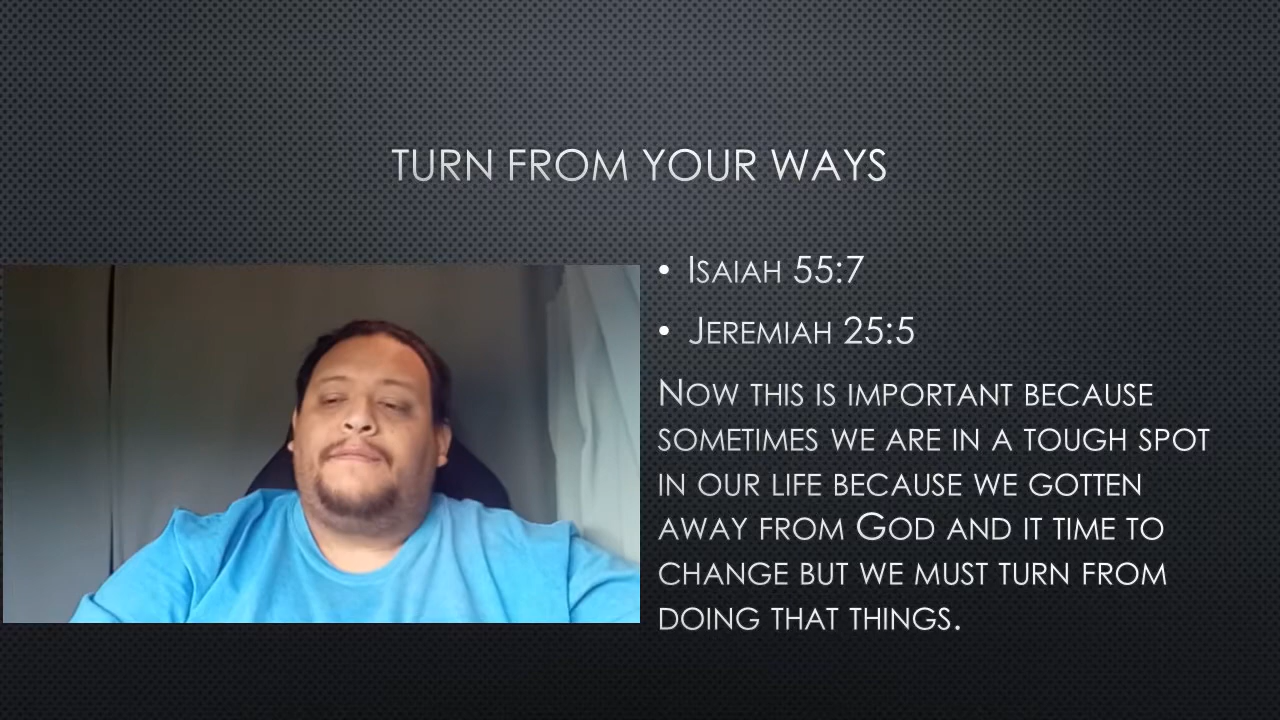 TURN FROM YOUR WAYS
• ISAIAH 55:7
• JEREMIAH 25:5
NOW THIS IS IMPORTANT BECAUSE
SOMETIMES WE ARE IN A TOUGH SPOT
IN OUR LIFE BECAUSE WE GOTTEN
AWAY FROM GOD AND IT TIME TO
CHANGE BUT WE MUST TURN FROM
DOING THAT THINGS.